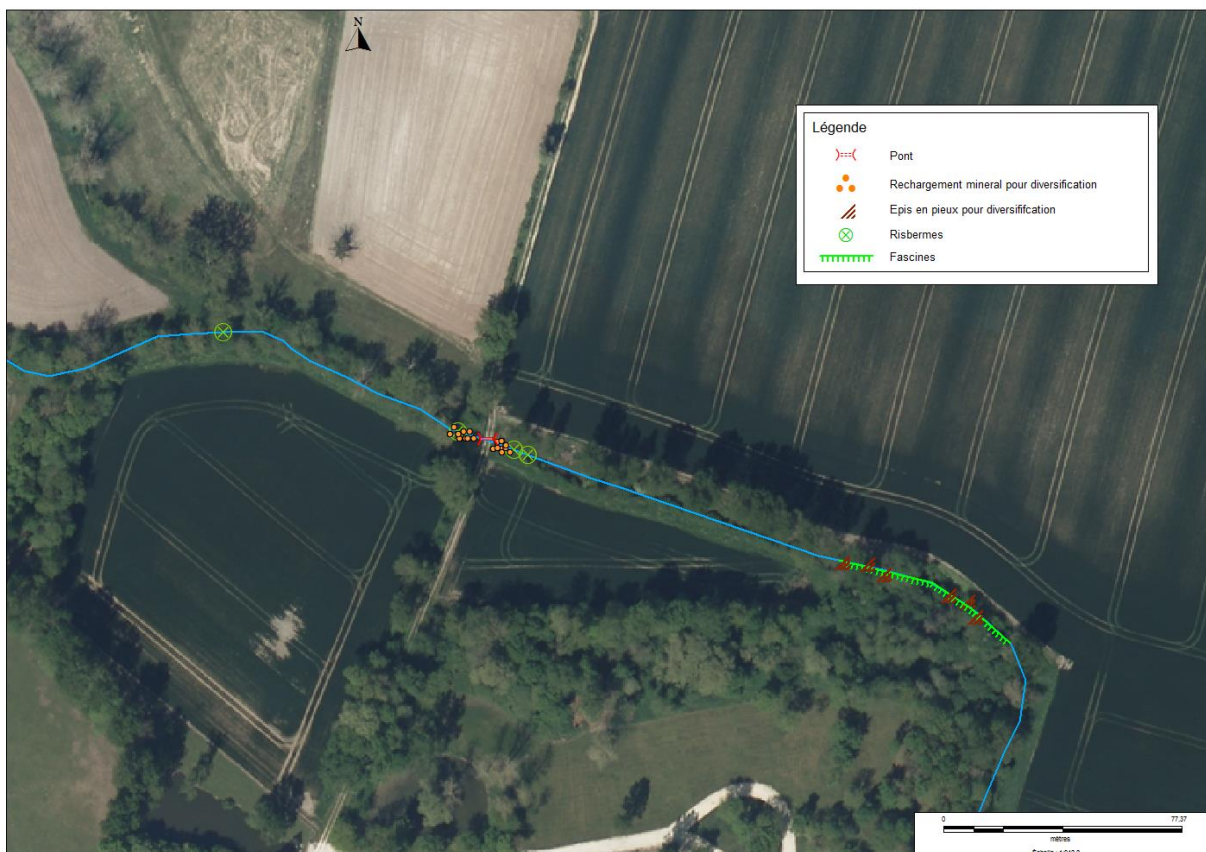 N
Légende
Pont
Rechargement mineral pour diversification
Epis en pieux pour diversififcation
Risbermes
Fascines
0 77.37
mètres